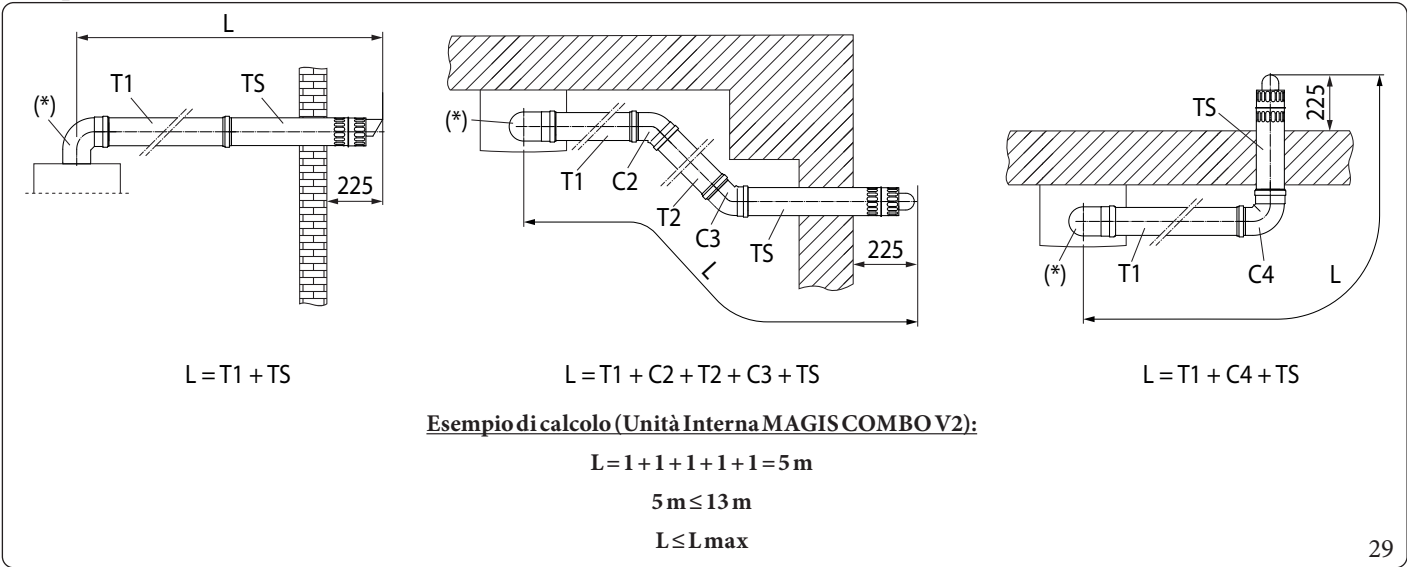 L
T1
TS
(*)
225
L = T1 + TS
(*)
T1
C2
T2
C3
TS
L
225
L = T1 + C2 + T2 + C3 + TS
TS
225
(*)
T1
C4
L
L = T1 + C4 + TS
Esempio di calcolo (Unità Interna MAGIS COMBO V2):
L = 1 + 1 + 1 + 1 + 1 = 5 m
5 m ≤ 13 m
L ≤ L max
29